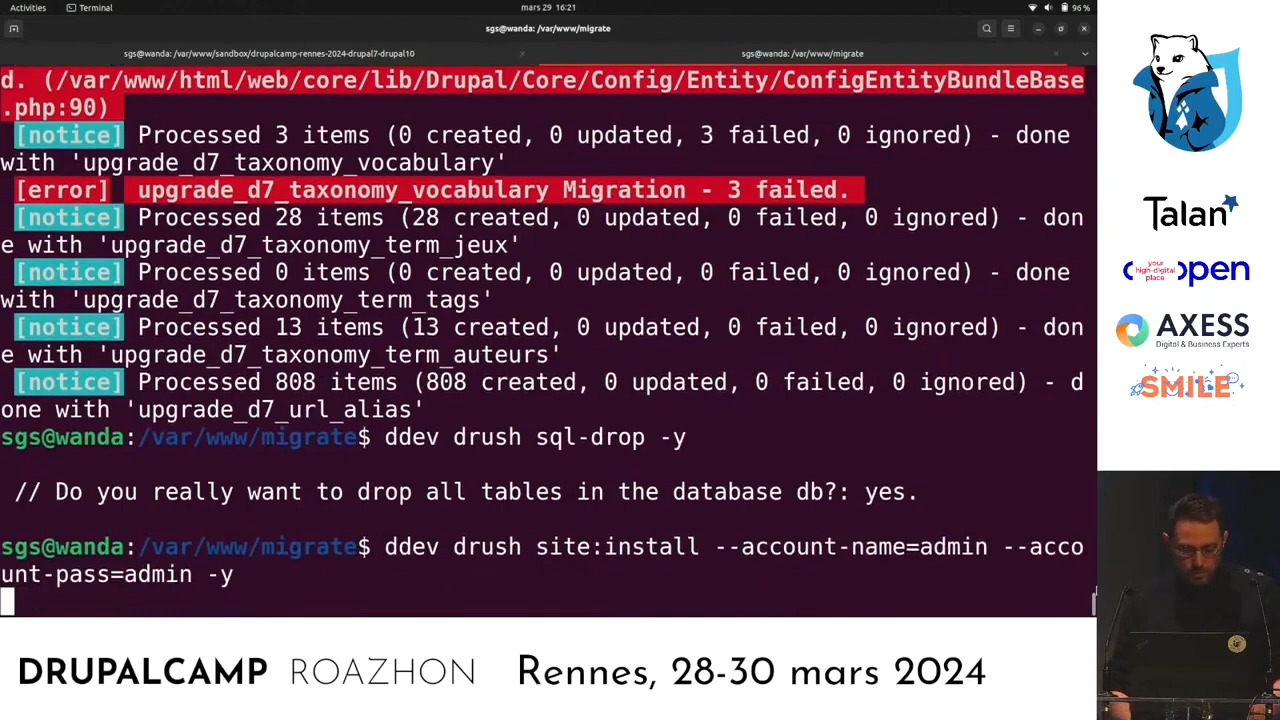 Activities
Terminal
mars 29 16:21
96 %
sgs@wanda: /var/www/migrate
sgs@wanda: /var/www/sandbox/drupalcamp-rennes-2024-drupal7-drupal10
sgs@wanda: /var/www/migrate
d. (/var/www/html/web/core/lib/Drupal/Core/Config/Entity/ConfigEntityBundleBase
.php:90)
[notice] Processed 3 items (0 created, 0 updated, 3 failed, 0 ignored) - done
with 'upgrade_d7_taxonomy_vocabulary'
[error] upgrade_d7_taxonomy_vocabulary Migration - 3 failed.
[notice] Processed 28 items (28 created, 0 updated, 0 failed, 0 ignored) - don
e with 'upgrade_d7_taxonomy_term_jeux'
[notice] Processed 0 items (0 created, 0 updated, 0 failed, 0 ignored) - done
with 'upgrade_d7_taxonomy_term_tags'
[notice] Processed 13 items (13 created, 0 updated, 0 failed, 0 ignored) - don
e with 'upgrade_d7_taxonomy_term_auteurs'
[notice] Processed 808 items (808 created, 0 updated, 0 failed, 0 ignored) - d
one with 'upgrade_d7_url_alias'
sgs@wanda:/var/www/migrate$ ddev drush sql-drop -y
// Do you really want to drop all tables in the database db?: yes.
sgs@wanda:/var/www/migrate$ ddev drush site:install --account-name=admin --acco
unt-pass=admin -y
Talan
your
high-digital
place
open
AXESS
Digital & Business Experts
SMILE
DRUPALCAMP ROAZHON Rennes, 28-30 mars 2024